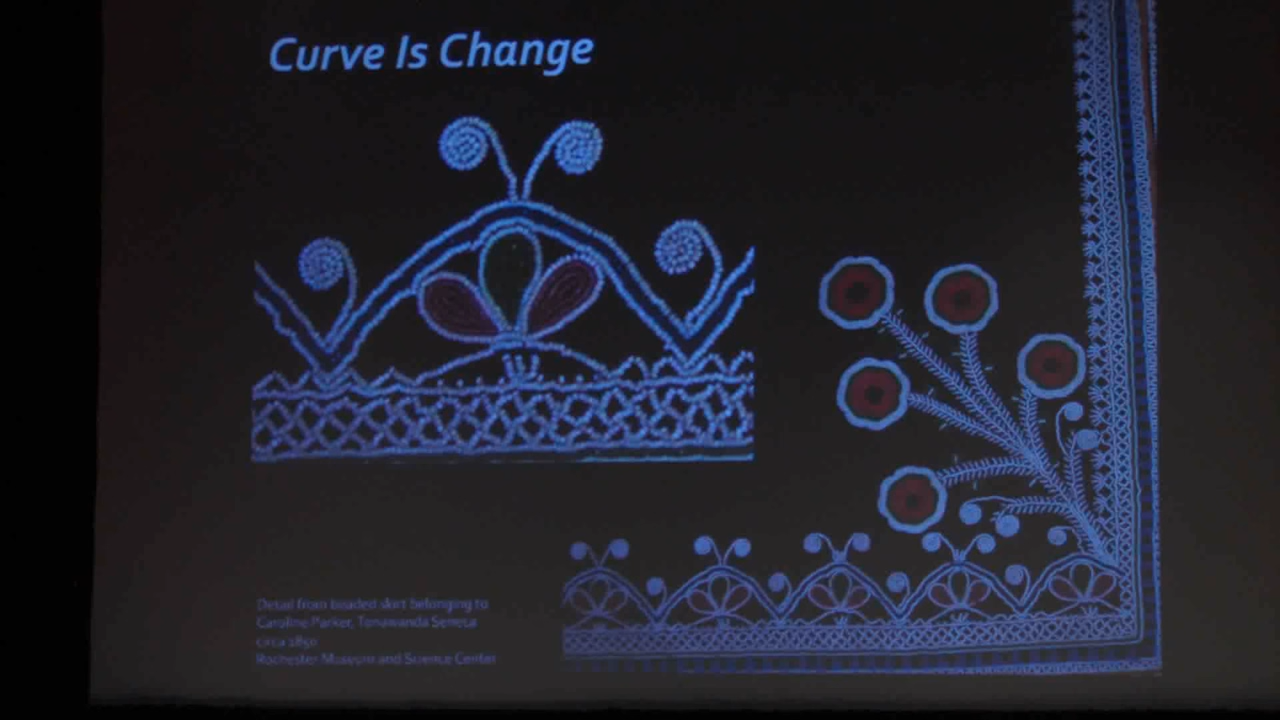 Curve Is Change
Detail from beaded skirt belonging to
Caroline Parker, Tonawanda Seneca
circa 1850
Rochester Museum and Science Center